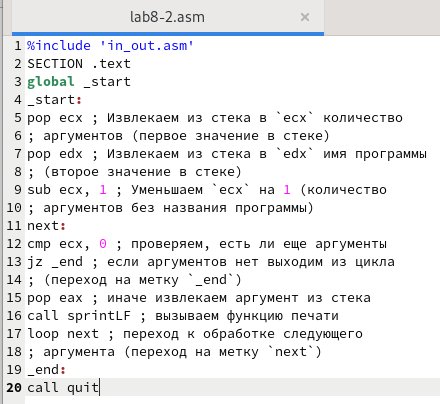 lab8-2.asm
1 %include 'in_out.asm'
2 SECTION .text
3 global _start
4 _start:
5 pop ecx ; Извлекаем из стека в `ecx` количество
6 ; аргументов (первое значение в стеке)
7 pop edx ; Извлекаем из стека в `edx` имя программы
8 ; (второе значение в стеке)
9 sub ecx, 1 ; Уменьшаем `ecx` на 1 (количество
10 ; аргументов без названия программы)
11 next:
12 cmp ecx, 0 ; проверяем, есть ли еще аргументы
13 jz _end ; если аргументов нет выходим из цикла
14 ; (переход на метку `_end`)
15 pop eax ; иначе извлекаем аргумент из стека
16 call sprintLF ; вызываем функцию печати
17 loop next ; переход к обработке следующего
18 ; аргумента (переход на метку `next`)
19 _end:
20 call quit